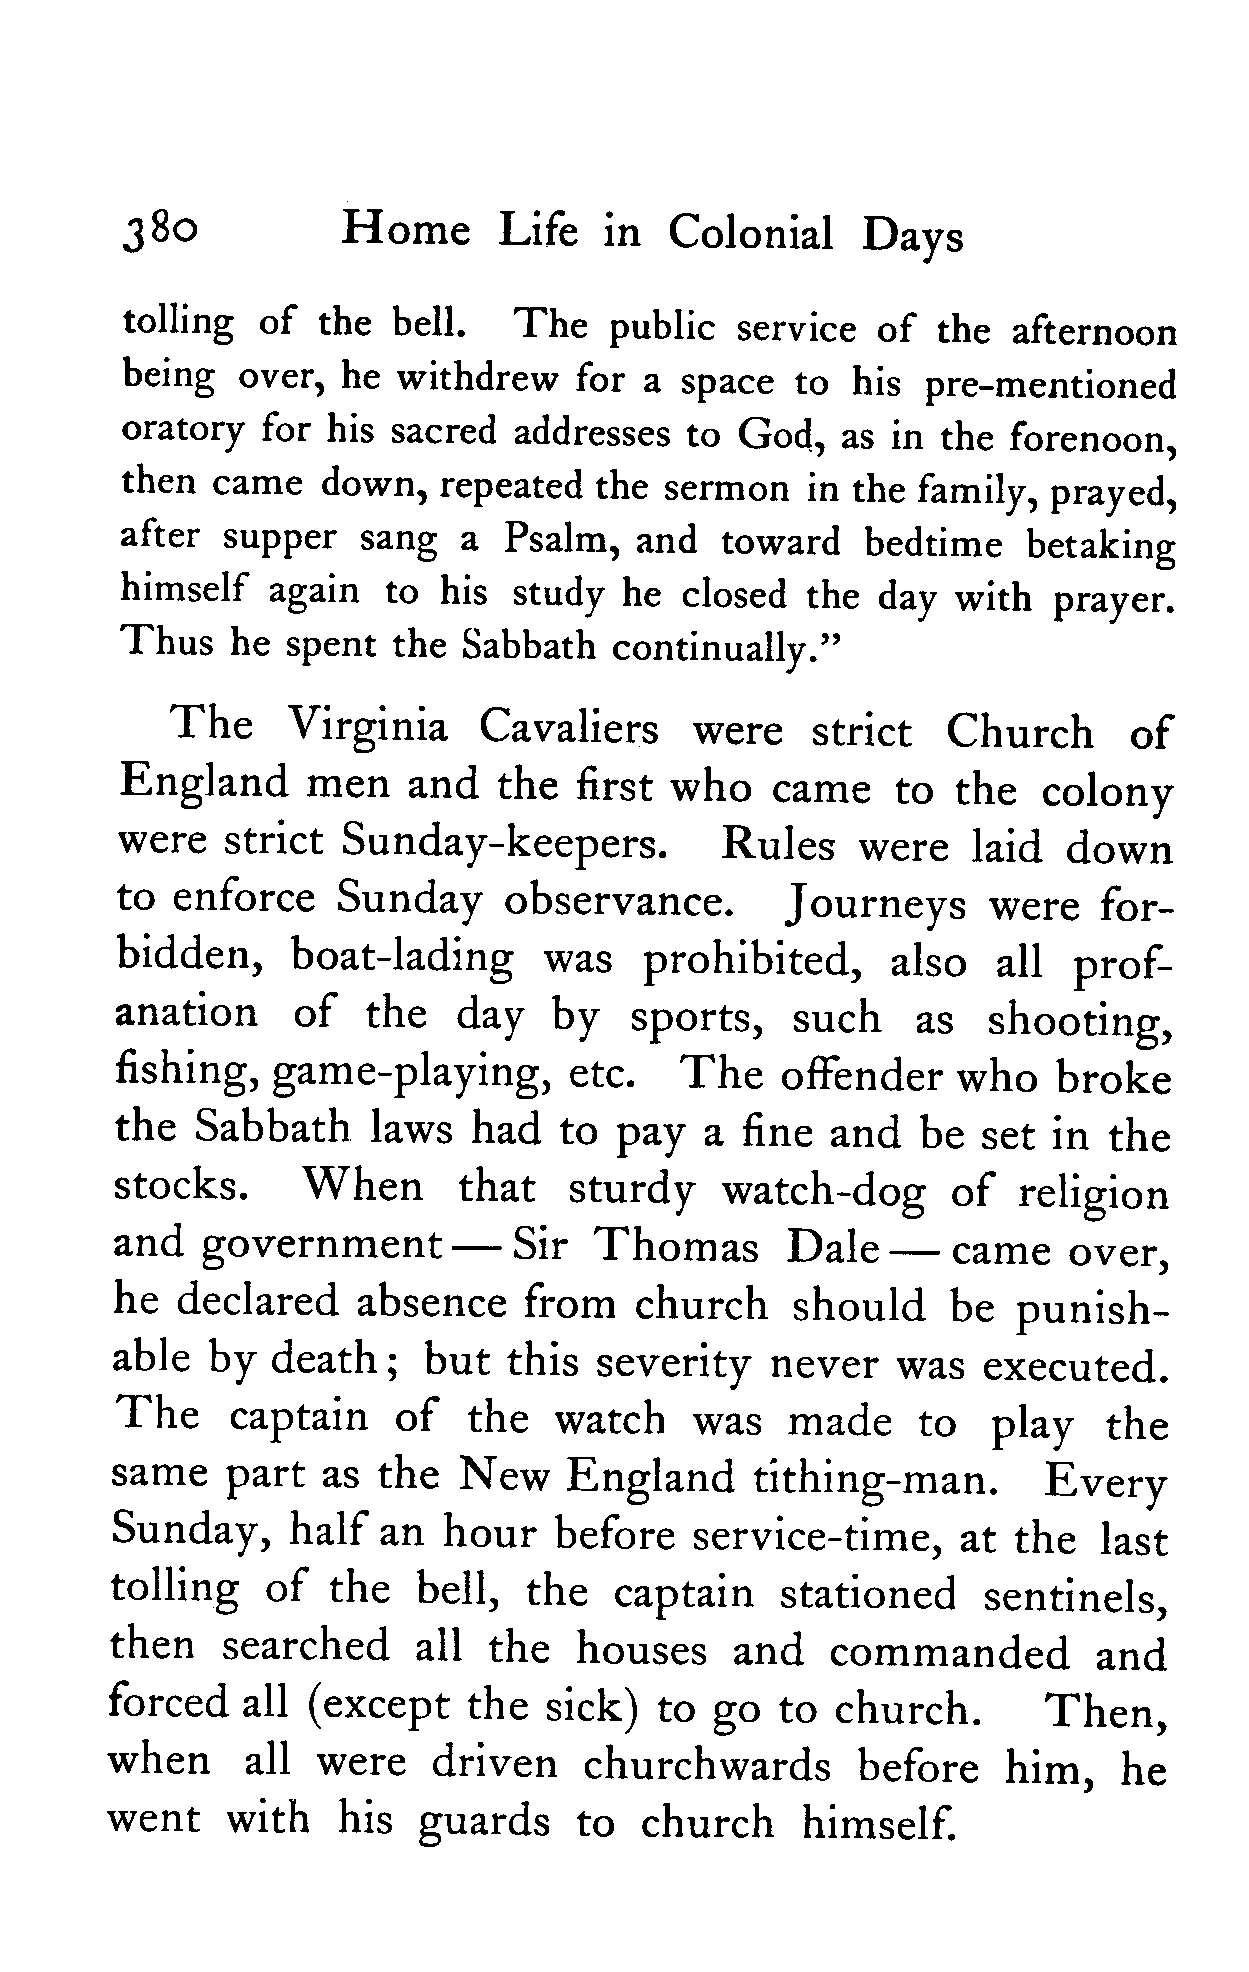 380 Home Life in Colonial Days
tolling of the bell. The public service of the afternoon
being over, he withdrew for a space to his pre-mentioned
oratory for his sacred addresses to God, as in the forenoon,
then came down, repeated the sermon in the family, prayed,
after supper sang a Psalm, and toward bedtime betaking
himself again to his study he closed the day with prayer.
Thus he spent the Sabbath continually.”
The Virginia Cavaliers were strict Church of
England men and the first who came to the colony
were strict Sunday-keepers. Rules were laid down
to enforce Sunday observance. Journeys were for-
bidden, boat-lading was prohibited, also all prof-
anation of the day by sports, such as shooting,
fishing, game-playing, etc. The offender who broke
the Sabbath laws had to pay a fine and be set in the
stocks. When that sturdy watch-dog of religion
and government — Sir Thomas Dale — came over,
he declared absence from church should be punish-
able by death; but this severity never was executed.
The captain of the watch was made to play the
same part as the New England tithing-man. Every
Sunday, half an hour before service-time, at the last
tolling of the bell, the captain stationed sentinels,
then searched all the houses and commanded and
forced all (except the sick) to go to church. Then,
when all were driven churchwards before him, he
went with his guards to church himself.